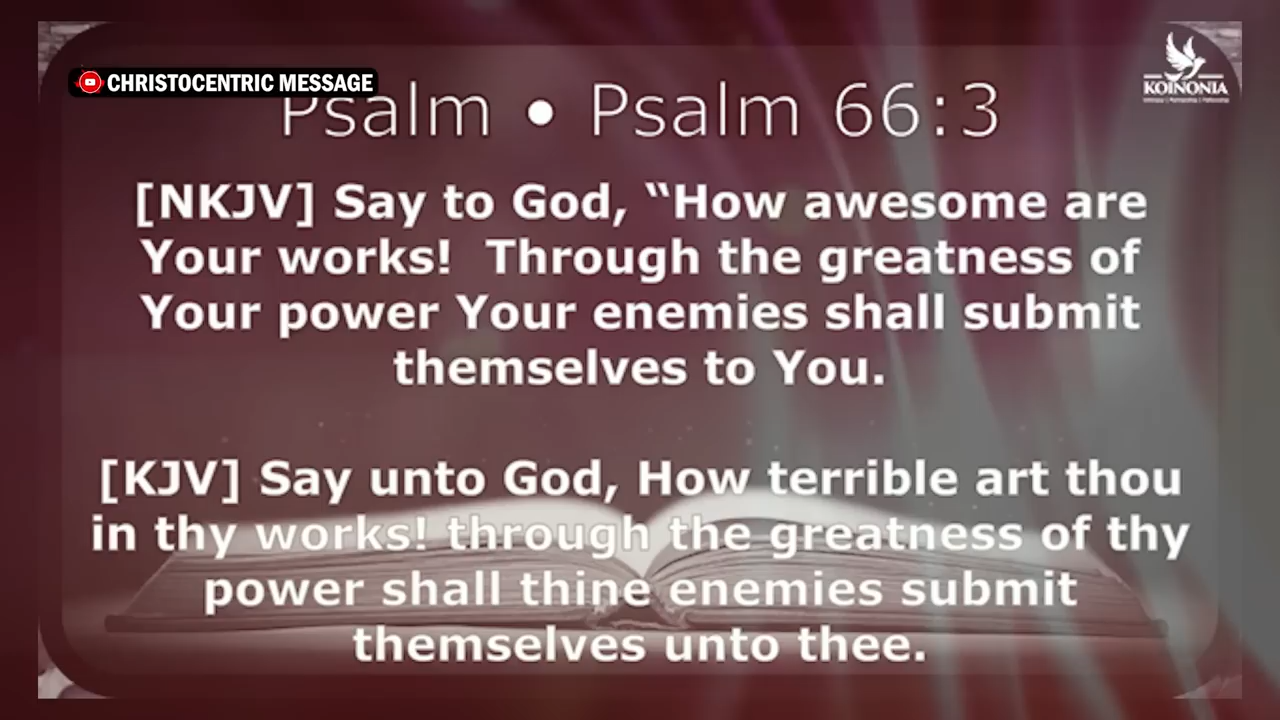 CHRISTOCENTRIC MESSAGE
KOINONIA
Psalm • Psalm 66:3
[NKJV] Say to God, “How awesome are
Your works!  Through the greatness of
Your power Your enemies shall submit
themselves to You.
[KJV] Say unto God, How terrible art thou
in thy works! through the greatness of thy
power shall thine enemies submit
themselves unto thee.